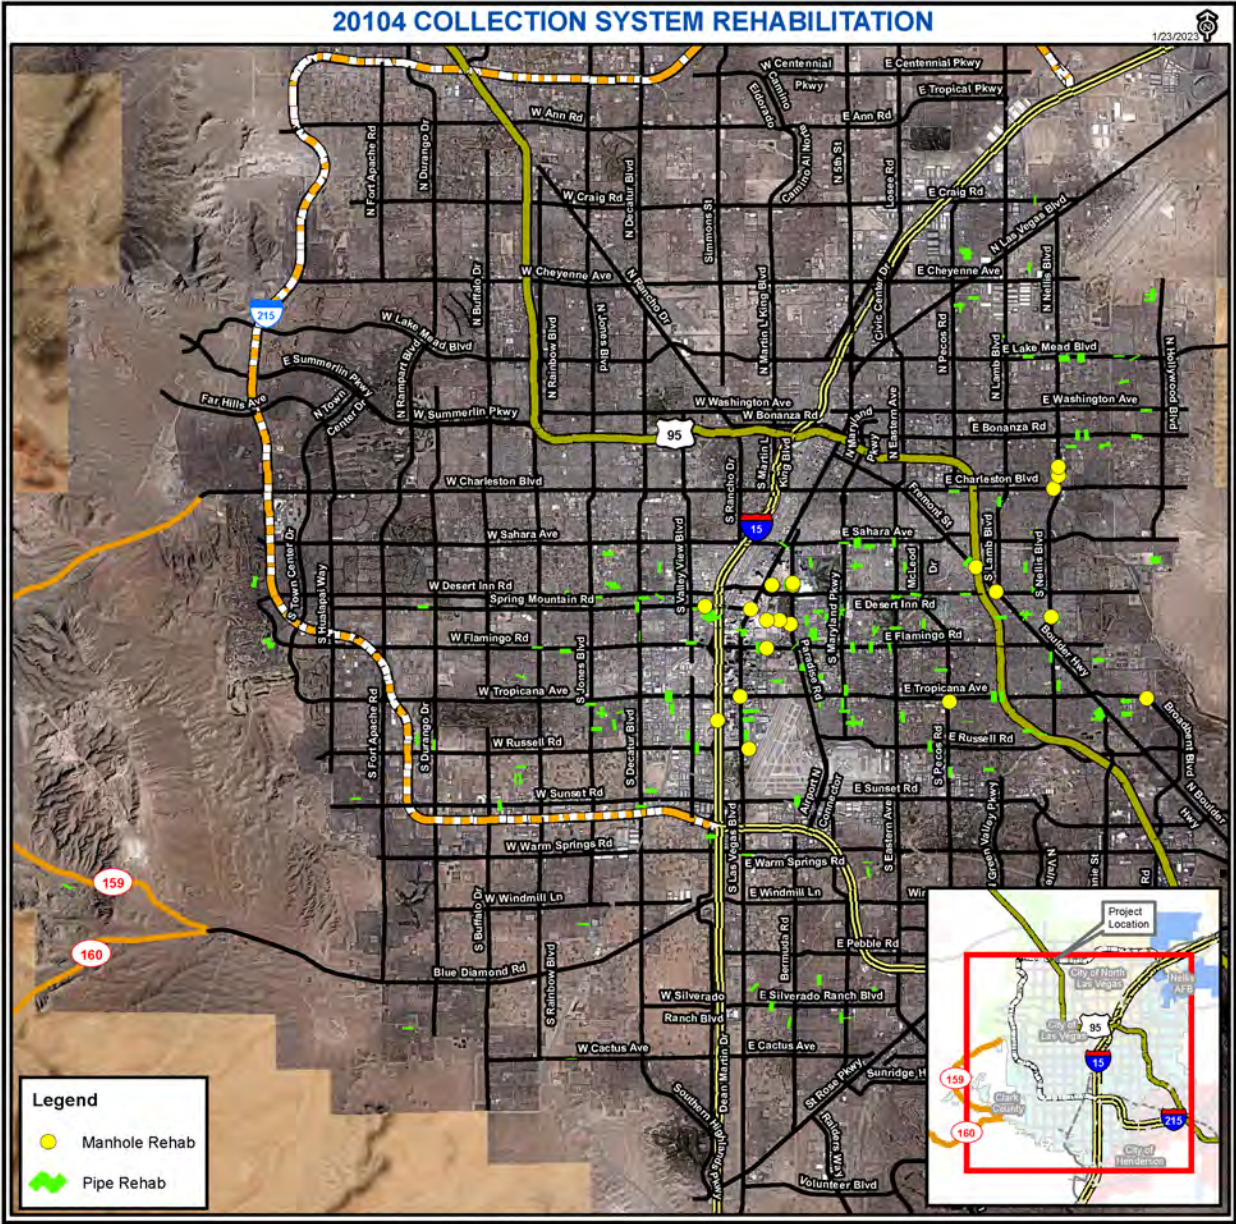 20104 COLLECTION SYSTEM REHABILITATION
1/23/2023
N
W Centennial
Pkwy
E Centennial Pkwy
Camino
Eldorado
E Tropical Pkwy
W Ann Rd
E Ann Rd
N Fort Apache Rd
N Durango Dr
N Decatur Blvd
Camino Al Norte
N 5th St
Losee Rd
W Craig Rd
E Craig Rd
Simmons St
N Las Vegas Blvd
W Cheyenne Ave
E Cheyenne Ave
N Nellis Blvd
N Buffalo Dr
N Rancho Dr
Civic Center Dr
215
W Lake Mead Blvd
N Rainbow Blvd
N Jones Blvd
N Martin L King Blvd
N Pecos Rd
N Lamb Blvd
E Lake Mead Blvd
N Hollywood Blvd
E Summerlin Pkwy
N Rampart Blvd
Far Hills Ave
N Town
Center Dr
W Summerlin Pkwy
W Washington Ave
E Washington Ave
W Bonanza Rd
E Bonanza Rd
95
N Maryland
Pkwy
N Eastern Ave
S Martin L
King Blvd
S Rancho Dr
W Charleston Blvd
E Charleston Blvd
Fremont St
15
W Sahara Ave
E Sahara Ave
S Town Center Dr
S Hualapai Way
S Valley View Blvd
McLeod
Dr
S Lamb Blvd
S Nellis Blvd
W Desert Inn Rd
Spring Mountain Rd
E Desert Inn Rd
S Maryland Pkwy
W Flamingo Rd
E Flamingo Rd
Boulder Hwy
S Jones Blvd
Paradise Rd
W Tropicana Ave
E Tropicana Ave
S Fort Apache Rd
S Durango Dr
S Decatur Blvd
W Russell Rd
E Russell Rd
S Pecos Rd
Broadbent Blvd
N Boulder
Hwy
W Sunset Rd
E Sunset Rd
Airport
Connector
S Las Vegas Blvd
S Eastern Ave
N Green Valley Pkwy
W Warm Springs Rd
E Warm Springs Rd
159
S Buffalo Dr
W Windmill Ln
E Windmill Ln
Rd
160
S Rainbow Blvd
Blue Diamond Rd
Bermuda Rd
E Pebble Rd
W Silverado
Ranch Blvd
E Silverado Ranch Blvd
W Cactus Ave
E Cactus Ave
Dean Martin Dr
St Rose Pkwy
Sunridge H
Southern Highlands Pkwy
Raiders Way
Volunteer Blvd
Legend
Manhole Rehab
Pipe Rehab
Project
Location
City of North
Las Vegas
Nellis
AFB
95
City of
Las Vegas
15
159
Clark
County
160
215
City of
Henderson